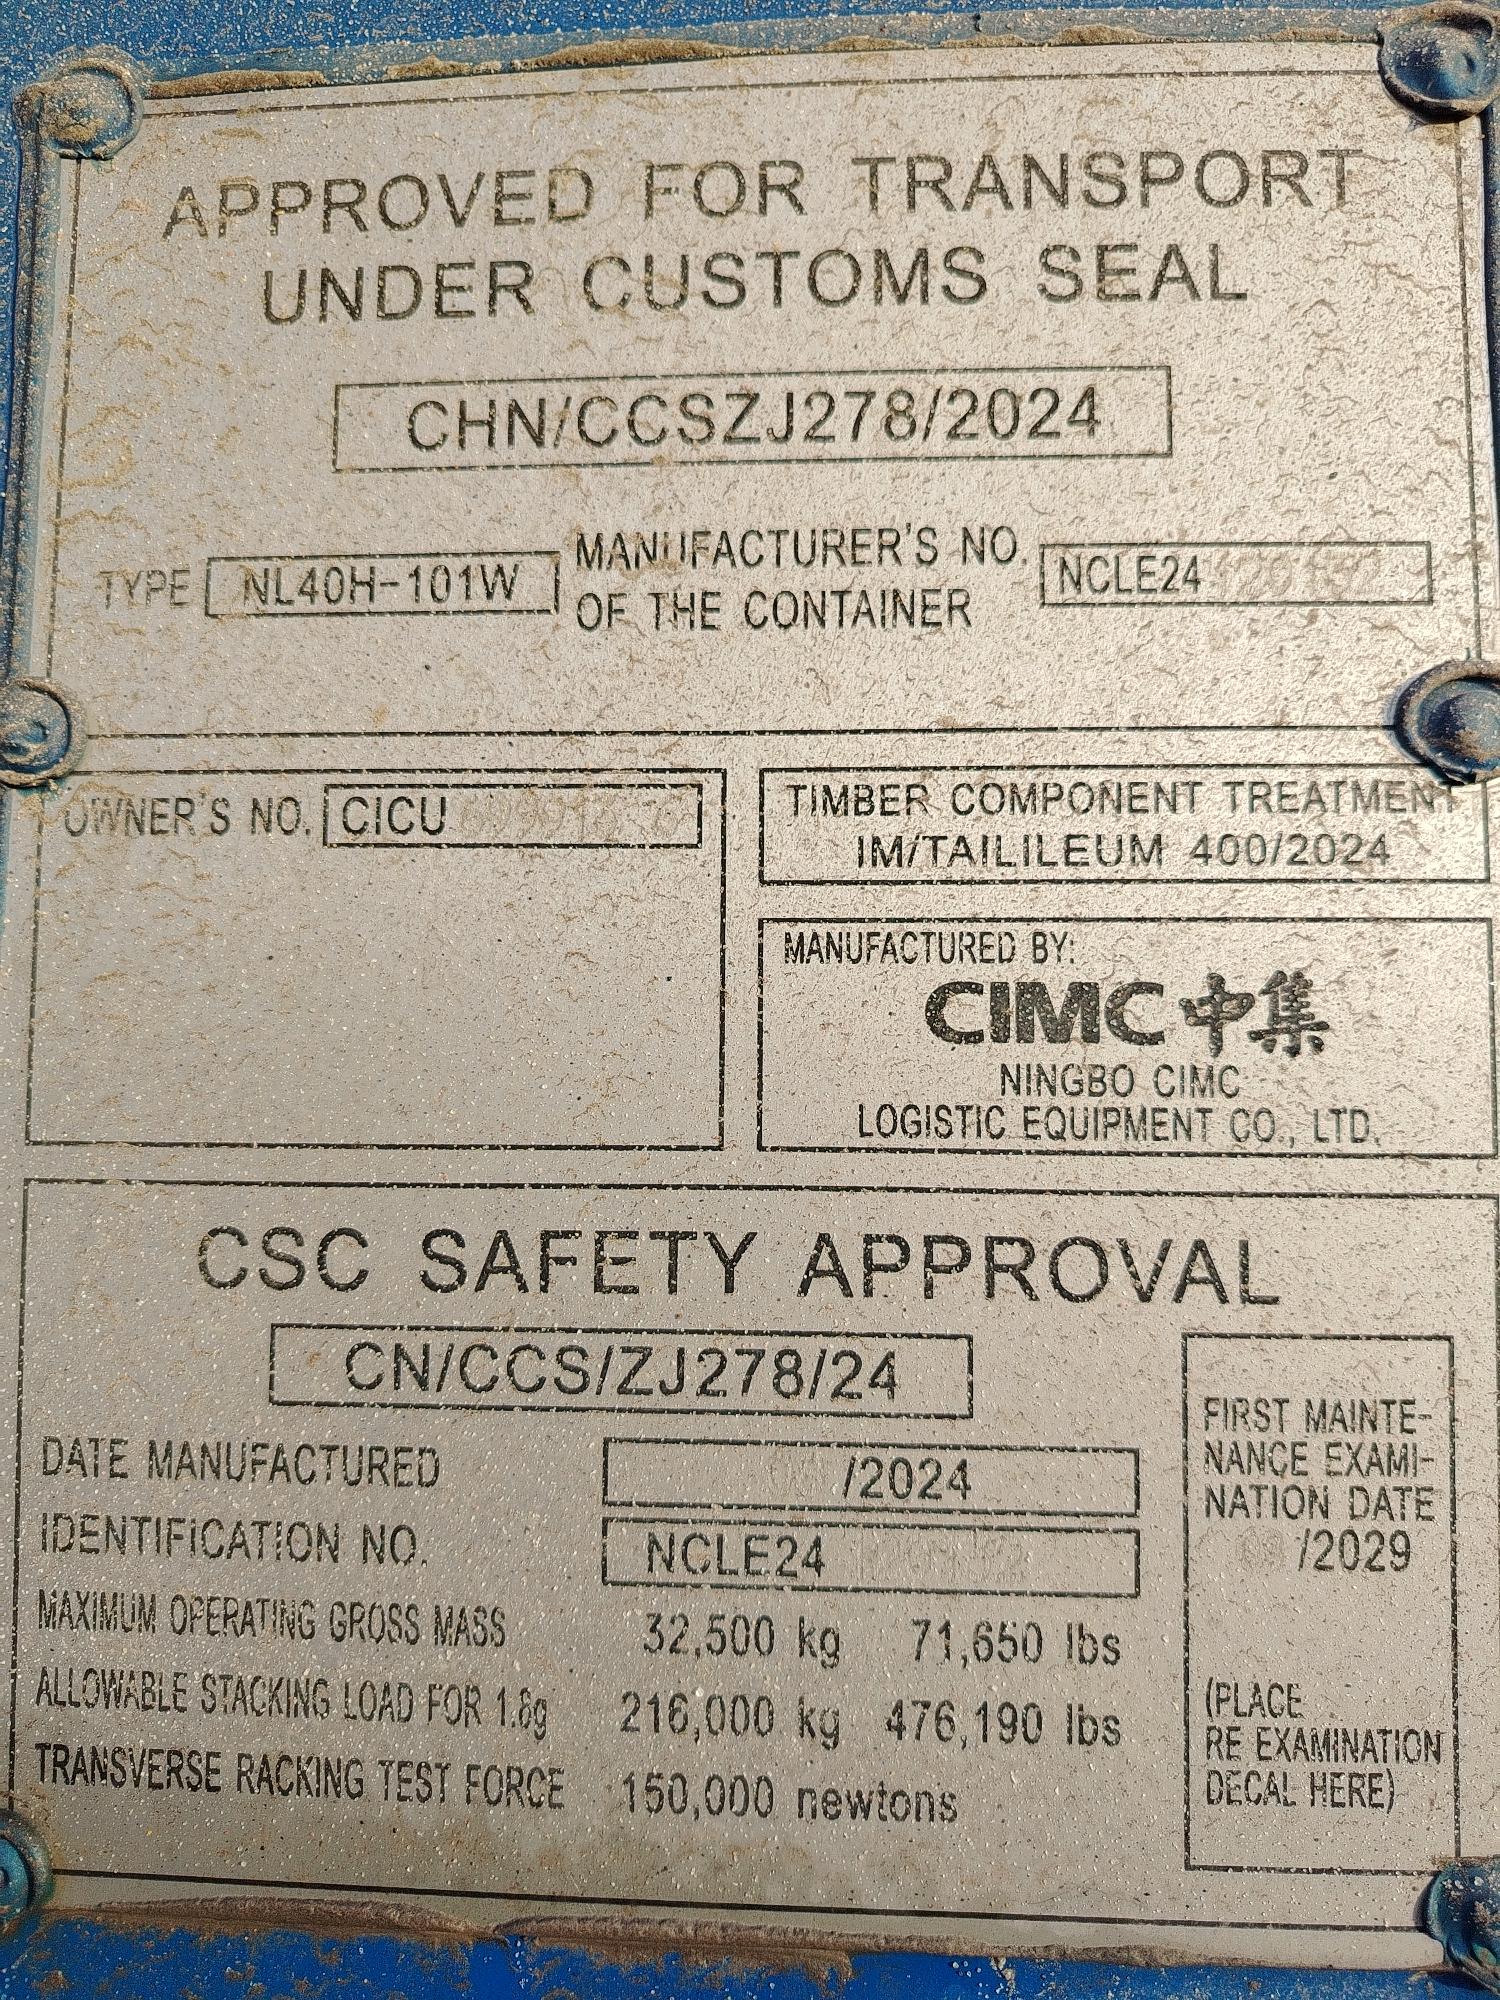 APPROVED FOR TRANSPORT
UNDER CUSTOMS SEAL
CHN/CCSZJ278/2024
TYPE NL40H-101W
MANUFACTURER'S NO.
OF THE CONTAINER
NCLE24
OWNER'S NO. CICU
TIMBER COMPONENT TREATMENT
IM/TAILILEUM 400/2024
MANUFACTURED BY:
CIMC 中集
NINGBO CIMC
LOGISTIC EQUIPMENT CO., LTD.
CSC SAFETY APPROVAL
CN/CCS/ZJ278/24
DATE MANUFACTURED /2024
IDENTIFICATION NO. NCLE24
MAXIMUM OPERATING GROSS MASS 32,500 kg 71,650 lbs
ALLOWABLE STACKING LOAD FOR 1.8g 216,000 kg 476,190 lbs
TRANSVERSE RACKING TEST FORCE 150,000 newtons
FIRST MAINTE-
NANCE EXAMI-
NATION DATE
/2029
(PLACE
RE EXAMINATION
DECAL HERE)